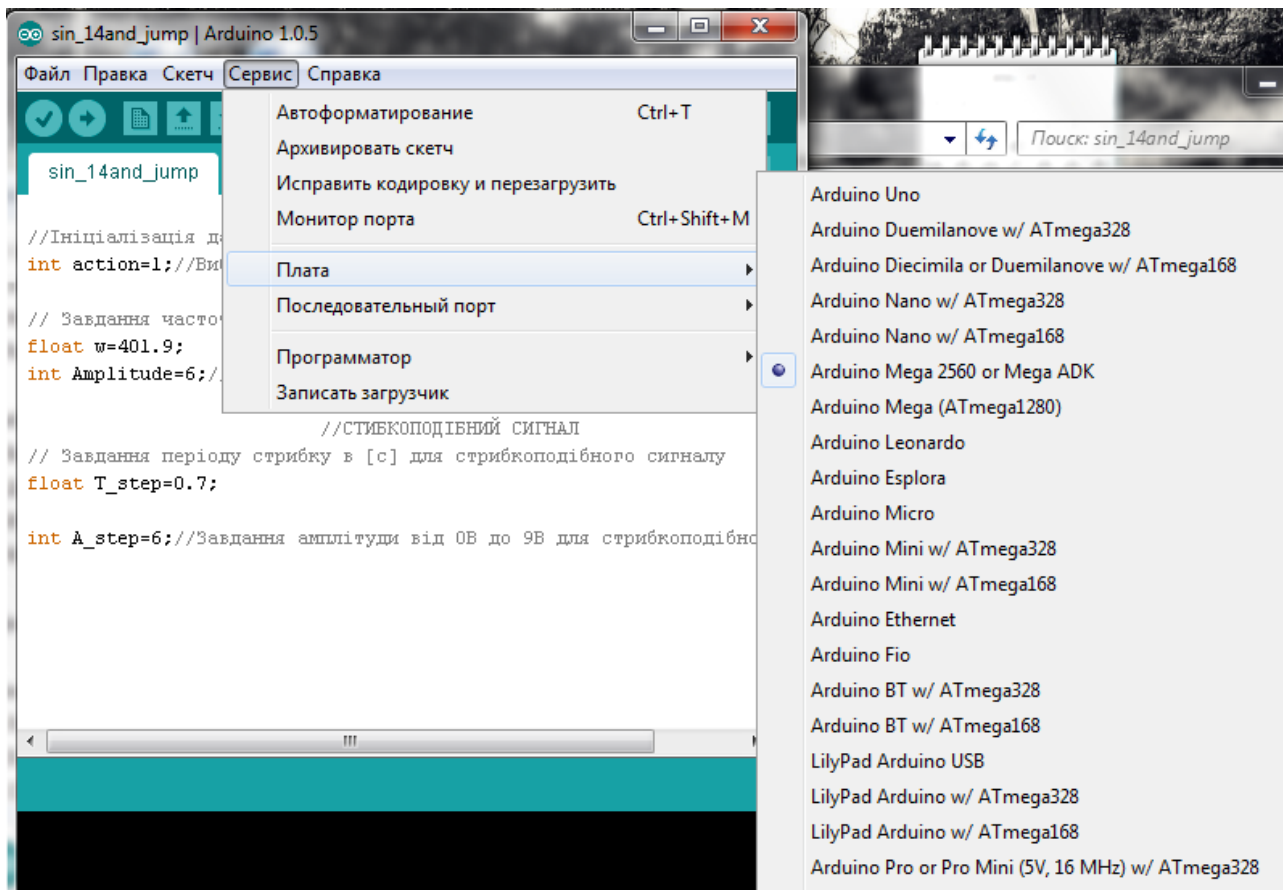 sin_14and_jump | Arduino 1.0.5
Файл Правка Скетч Сервис Справка
Поиск: sin_14and_jump
sin_14and_jump
Автоформатирование Ctrl+T
Архивировать скетч
Исправить кодировку и перезагрузить
Монитор порта Ctrl+Shift+M
Плата
Последовательный порт
Программатор
Записать загрузчик
Arduino Uno
Arduino Duemilanove w/ ATmega328
Arduino Diecimila or Duemilanove w/ ATmega168
Arduino Nano w/ ATmega328
Arduino Nano w/ ATmega168
Arduino Mega 2560 or Mega ADK
Arduino Mega (ATmega1280)
Arduino Leonardo
Arduino Esplora
Arduino Micro
Arduino Mini w/ ATmega328
Arduino Mini w/ ATmega168
Arduino Ethernet
Arduino Fio
Arduino BT w/ ATmega328
Arduino BT w/ ATmega168
LilyPad Arduino USB
LilyPad Arduino w/ ATmega328
LilyPad Arduino w/ ATmega168
Arduino Pro or Pro Mini (5V, 16 MHz) w/ ATmega328
//Ініціалізація
int action=1;//
// Завдання
float w=401.9;
int Amplitude=6;/
//СТИБКОПОДІБНИЙ СИГНАЛ
// Завдання періоду стрибку в [с] для стрибкоподібного сигналу
float T_step=0.7;
int A_step=6;//Завдання амплітуди від 0В до 9В для